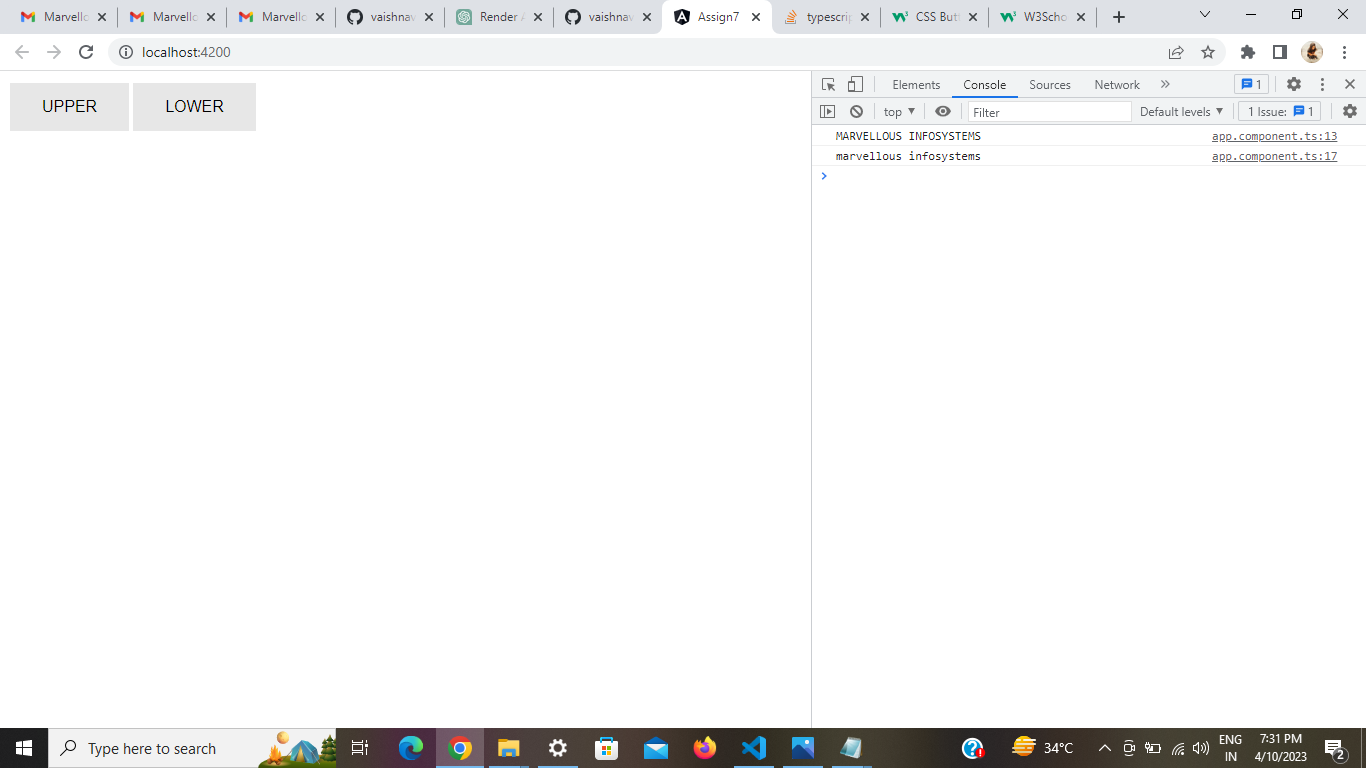 Marvello
Marvello
Marvello
vaishnav
Render A
vaishnav
Assign7
typescrip
CSS Butt
W3Scho
localhost:4200
UPPER
LOWER
Elements
Console
Sources
Network
1
top
Filter
Default levels
1 Issue: 1
MARVELLOUS INFOSYSTEMS app.component.ts:13
marvellous infosystems app.component.ts:17
Type here to search
34°C
ENG
IN
7:31 PM
4/10/2023
2